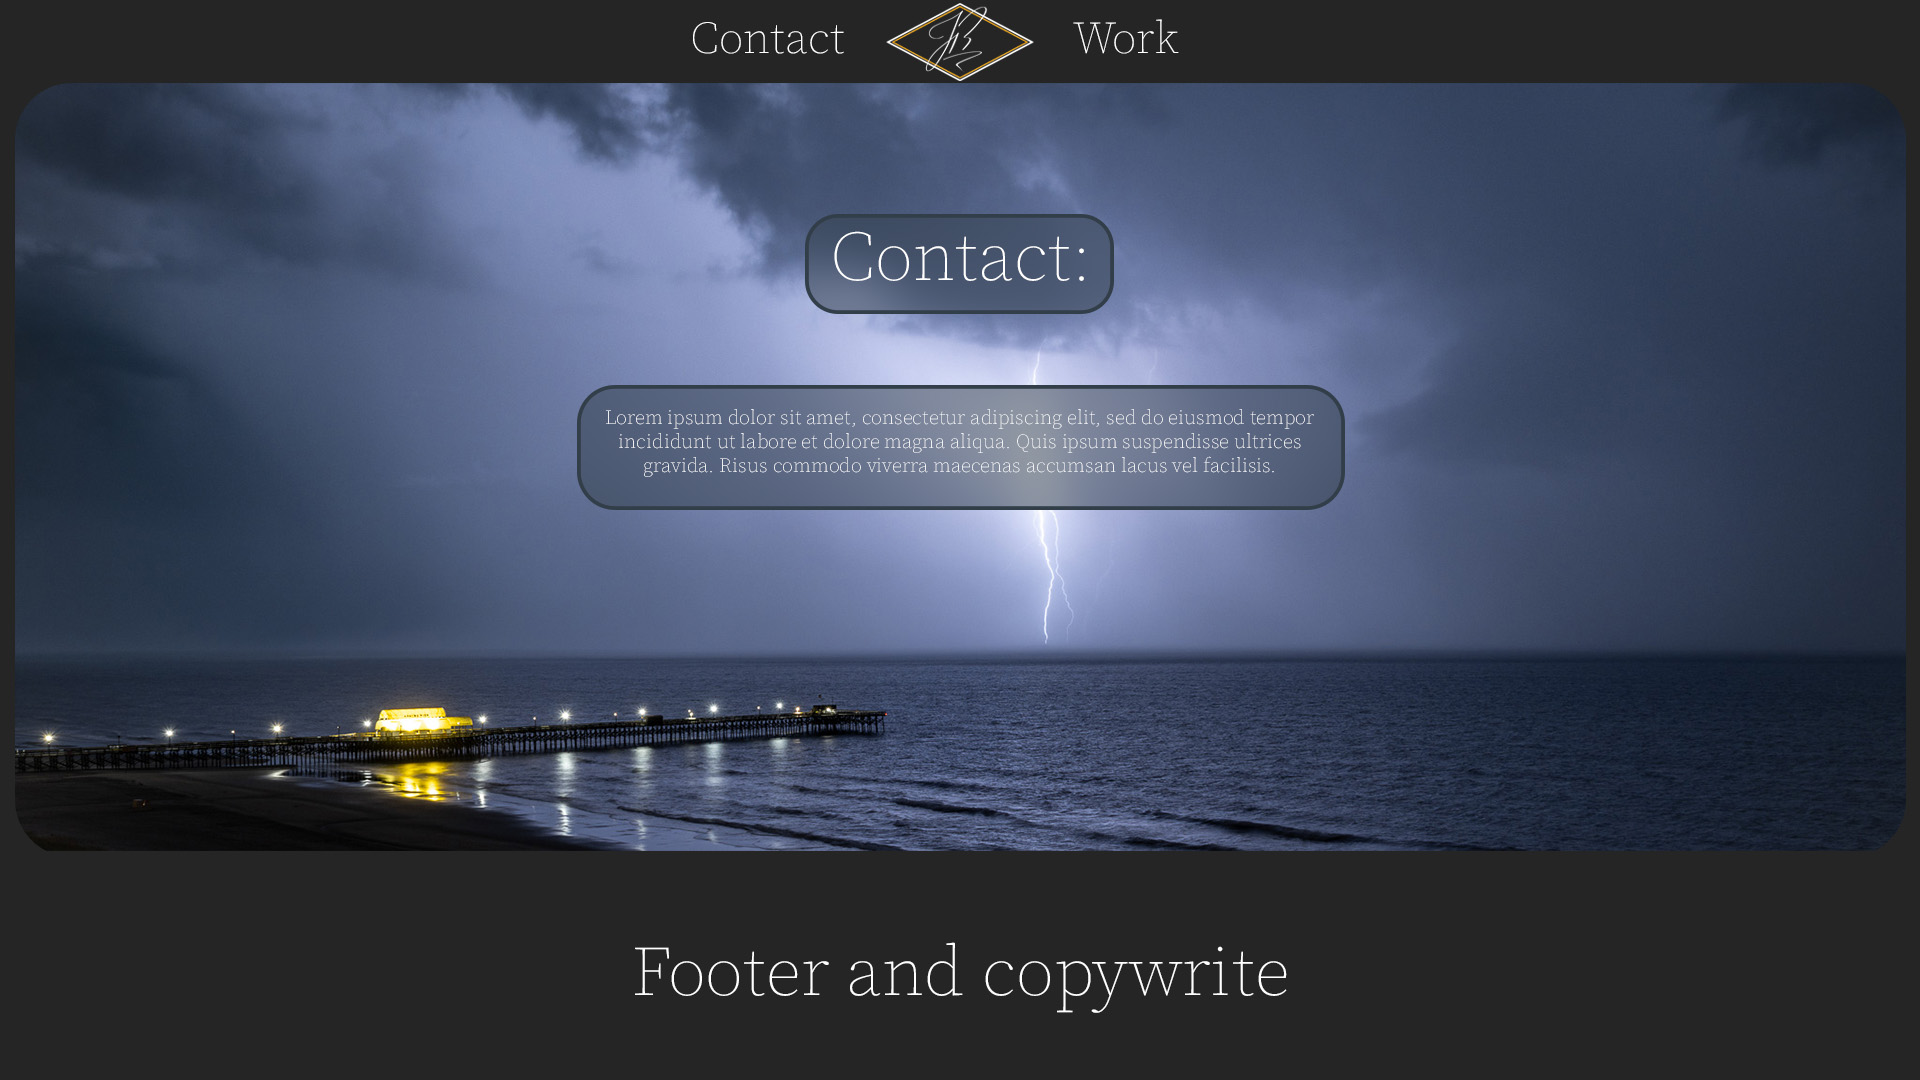 Contact
Work
Contact:
Lorem ipsum dolor sit amet, consectetur adipiscing elit, sed do eiusmod tempor
incididunt ut labore et dolore magna aliqua. Quis ipsum suspendisse ultrices
gravida. Risus commodo viverra maecenas accumsan lacus vel facilisis.
Footer and copywrite